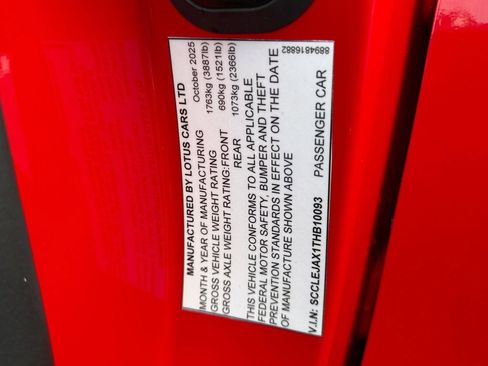 MANUFACTURED BY LOTUS CARS LTD
MONTH & YEAR OF MANUFACTURING October 2025
GROSS VEHICLE WEIGHT RATING 1763kg (3887lb)
GROSS AXLE WEIGHT RATING:FRONT 690kg (1521lb)
REAR 1073kg (2366lb)
THIS VEHICLE CONFORMS TO ALL APPLICABLE
FEDERAL MOTOR SAFETY, BUMPER AND THEFT
PREVENTION STANDARDS IN EFFECT ON THE DATE
OF MANUFACTURE SHOWN ABOVE
8894816882
V.I.N: SCCLEJAX1THB10093 PASSENGER CAR